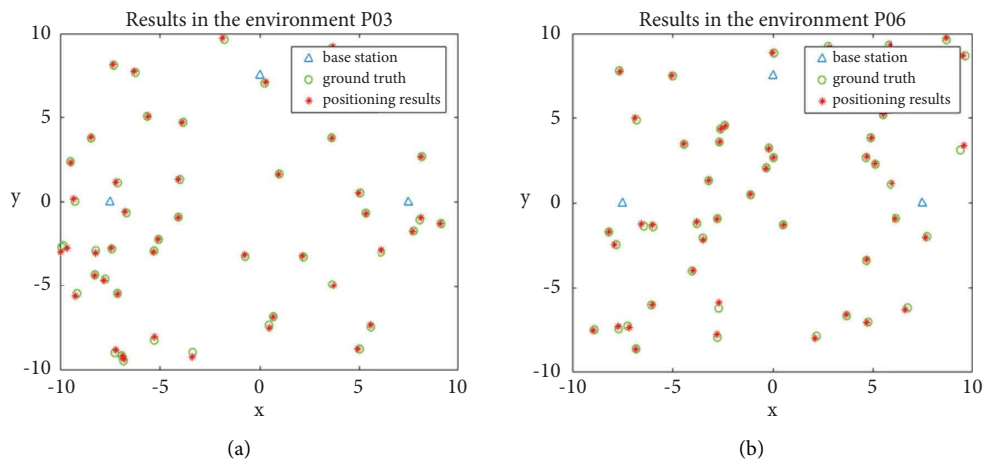 Results in the environment P03
10
5
y
0
-5
-10
-10
-5
0
5
10
x
base station
ground truth
positioning results
(a)
Results in the environment P06
10
5
y
0
-5
-10
-10
-5
0
5
10
x
base station
ground truth
positioning results
(b)